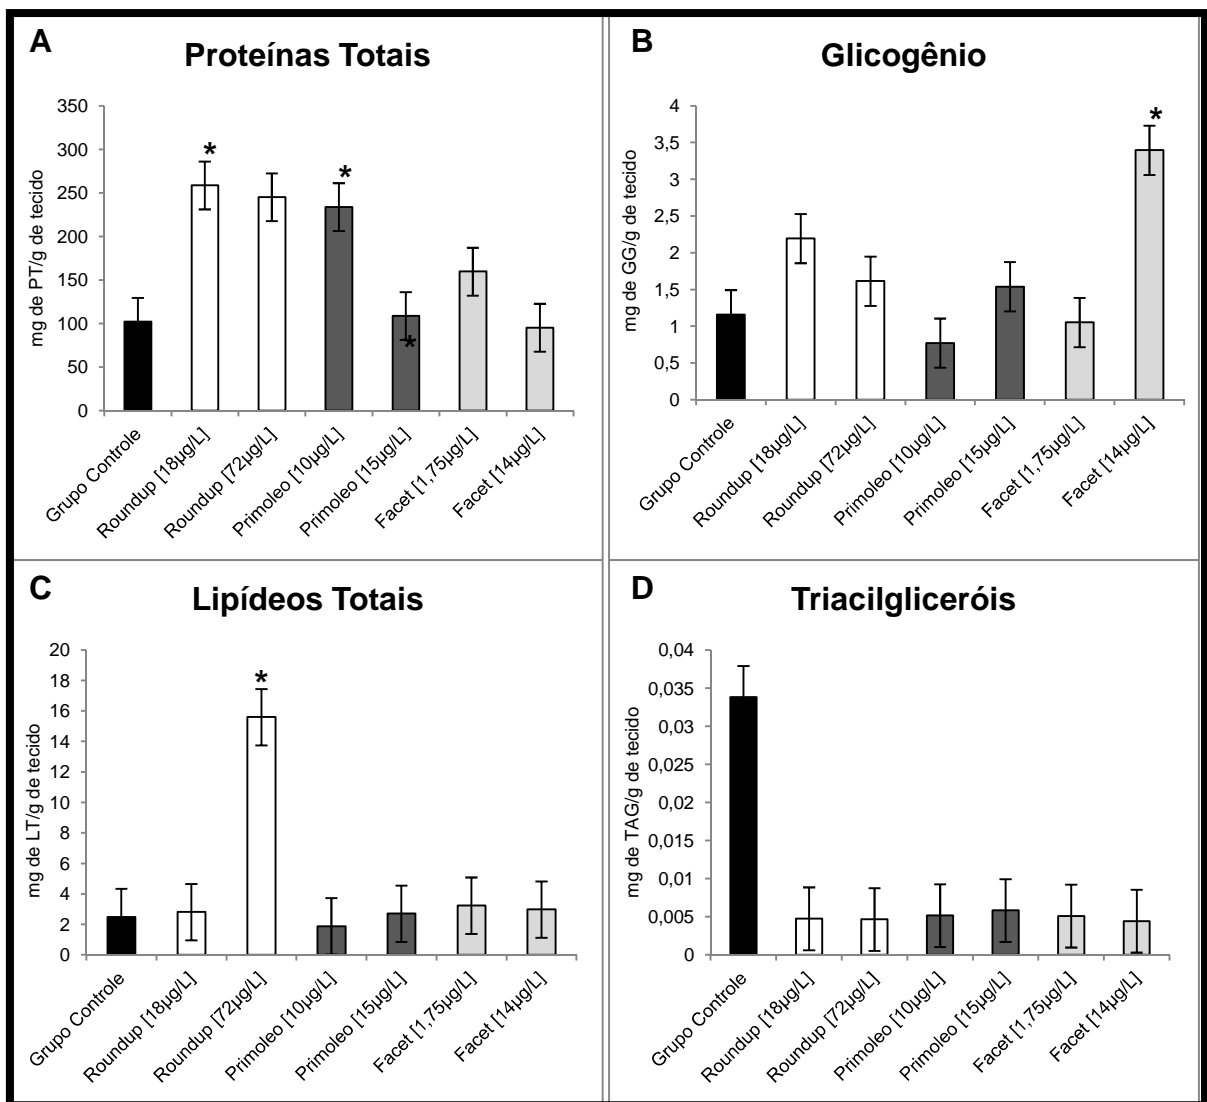 A
Proteínas Totais
mg de PT/g de tecido
350
300
250
200
150
100
50
0
*
*
*
Grupo Controle
Roundup [18µg/L]
Roundup [72µg/L]
Primoleo [10µg/L]
Primoleo [15µg/L]
Facet [1,75µg/L]
Facet [14µg/L]
B
Glicogênio
mg de GG/g de tecido
4
3,5
3
2,5
2
1,5
1
0,5
0
*
Grupo Controle
Roundup [18µg/L]
Roundup [72µg/L]
Primoleo [10µg/L]
Primoleo [15µg/L]
Facet [1,75µg/L]
Facet [14µg/L]
C
Lipídeos Totais
mg de LT/g de tecido
20
18
16
14
12
10
8
6
4
2
0
*
Grupo Controle
Roundup [18µg/L]
Roundup [72µg/L]
Primoleo [10µg/L]
Primoleo [15µg/L]
Facet [1,75µg/L]
Facet [14µg/L]
D
Triacilgliceróis
mg de TAG/g de tecido
0,04
0,035
0,03
0,025
0,02
0,015
0,01
0,005
0
Grupo Controle
Roundup [18µg/L]
Roundup [72µg/L]
Primoleo [10µg/L]
Primoleo [15µg/L]
Facet [1,75µg/L]
Facet [14µg/L]